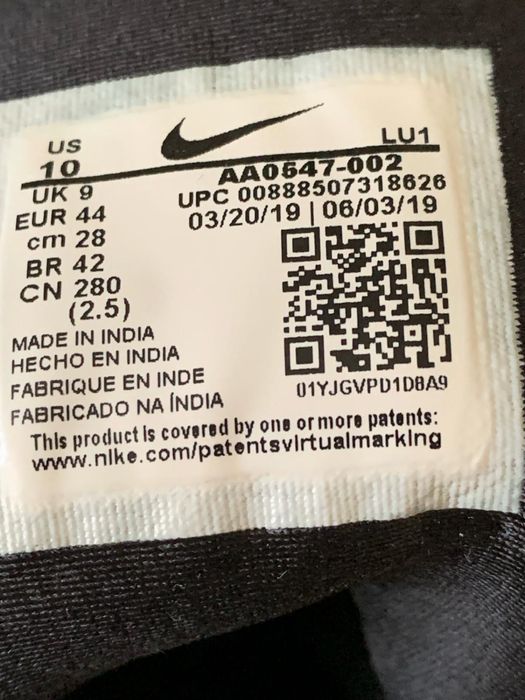 US
10
LU1
AA0547-002
UPC 00888507318626
03/20/19 | 06/03/19
UK 9
EUR 44
cm 28
BR 42
CN 280
(2.5)
MADE IN INDIA
HECHO EN INDIA
FABRIQUE EN INDE
FABRICADO NA ÍNDIA
01YJGVPD1D8A9
This product is covered by one or more patents:
www.nike.com/patentsvirtualmarking